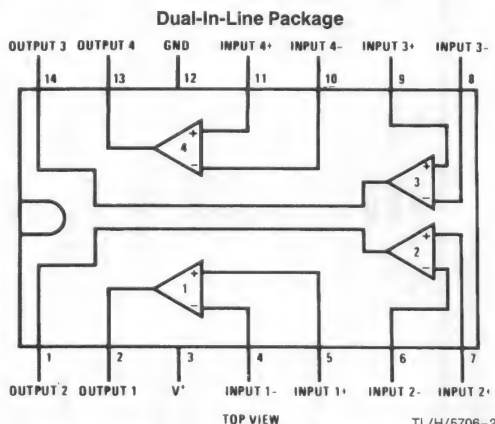 Dual-In-Line Package
OUTPUT 3 OUTPUT 4 GND INPUT 4+ INPUT 4- INPUT 3+ INPUT 3-
14 13 12 11 10 9 8
+
4
-
+
3
-
+
2
-
+
1
-
1 2 3 4 5 6 7
OUTPUT 2 OUTPUT 1 V+ INPUT 1- INPUT 1+ INPUT 2- INPUT 2+
TOP VIEW
TL/H/5706-2